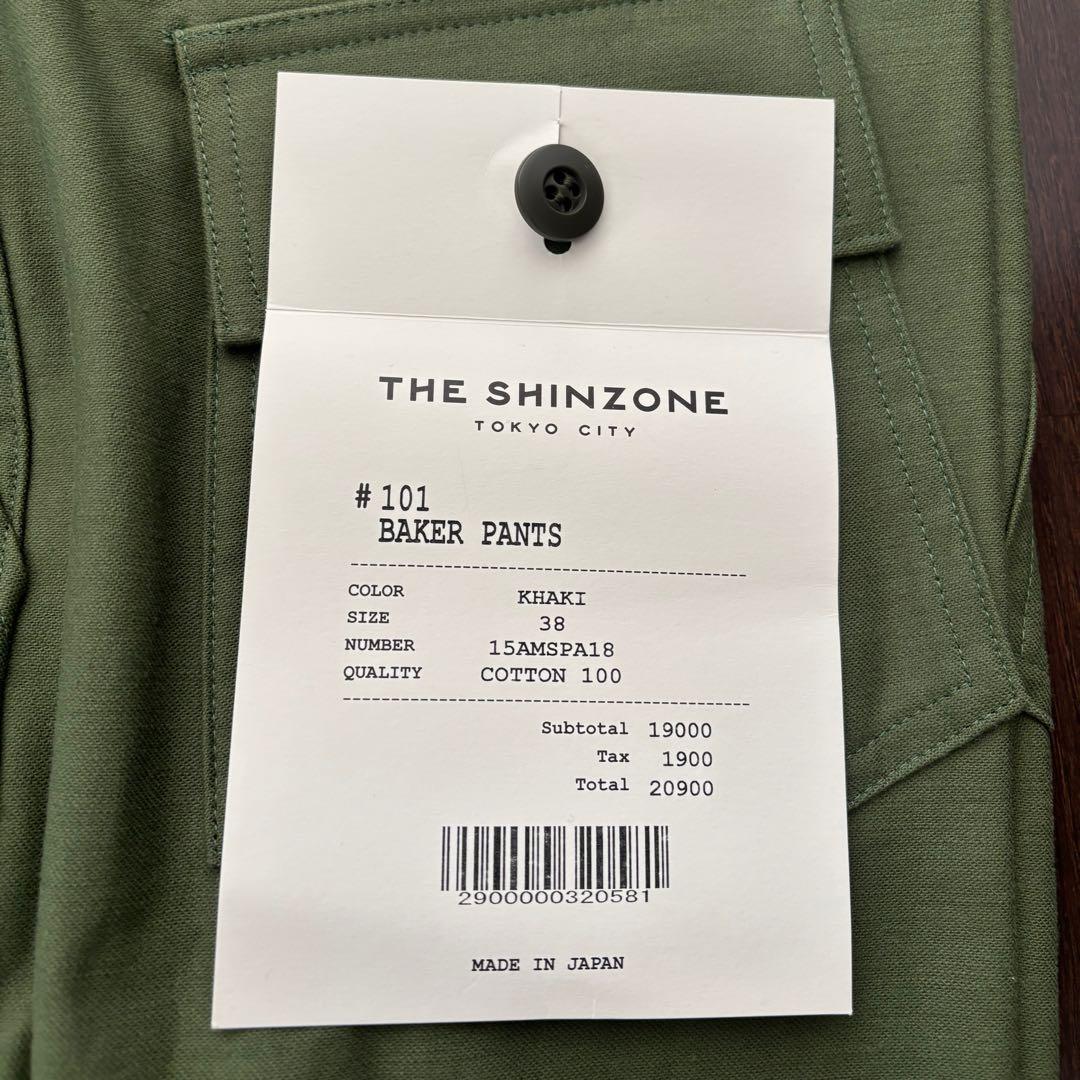 THE SHINZONE
TOKYO CITY
#101
BAKER PANTS
COLOR KHAKI
SIZE 38
NUMBER 15AMSPA18
QUALITY COTTON 100
Subtotal 19000
Tax 1900
Total 20900
2900000320581
MADE IN JAPAN